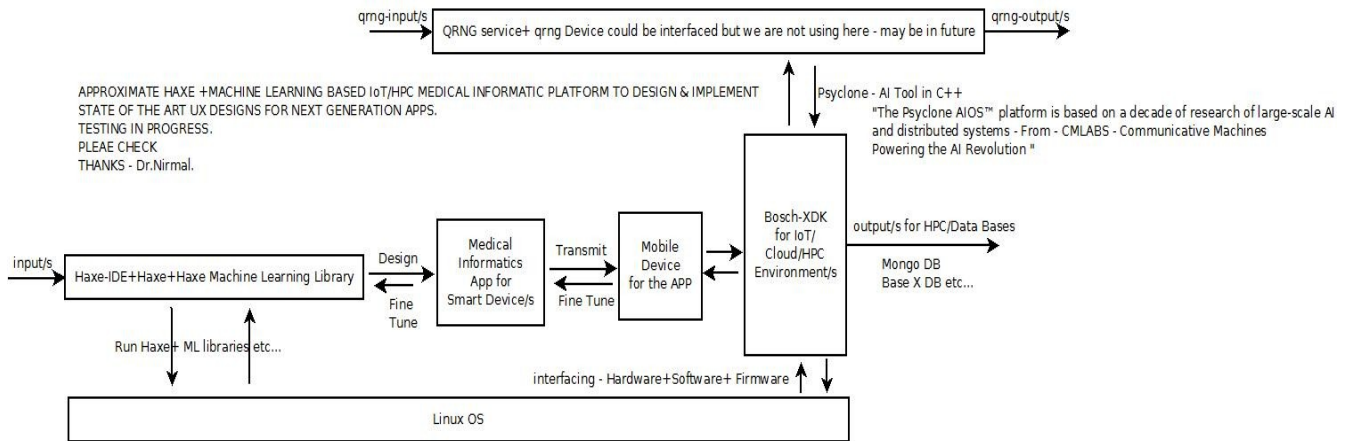 qrng-input/s
qrng-output/s
QRNG service+ qrng Device could be interfaced but we are not using here - may be in future
APPROXIMATE HAXE +MACHINE LEARNING BASED IoT/HPC MEDICAL INFORMATIC PLATFORM TO DESIGN & IMPLEMENT
STATE OF THE ART UX DESIGNS FOR NEXT GENERATION APPS.
TESTING IN PROGRESS.
PLEAE CHECK
THANKS - Dr.Nirmal.
Psyclone - AI Tool in C++
"The Psyclone AIOS™ platform is based on a decade of research of large-scale AI
and distributed systems - From - CMLABS - Communicative Machines
Powering the AI Revolution "
input/s
Haxe-IDE+Haxe+Haxe Machine Learning Library
Design
Fine
Tune
Medical
Informatics
App for
Smart Device/s
Transmit
Fine Tune
Mobile
Device
for the APP
Bosch-XDK
for IoT/
Cloud/HPC
Environment/s
output/s for HPC/Data Bases
Mongo DB
Base X DB etc...
Run Haxe+ ML libraries etc...
interfacing - Hardware+Software+ Firmware
Linux OS